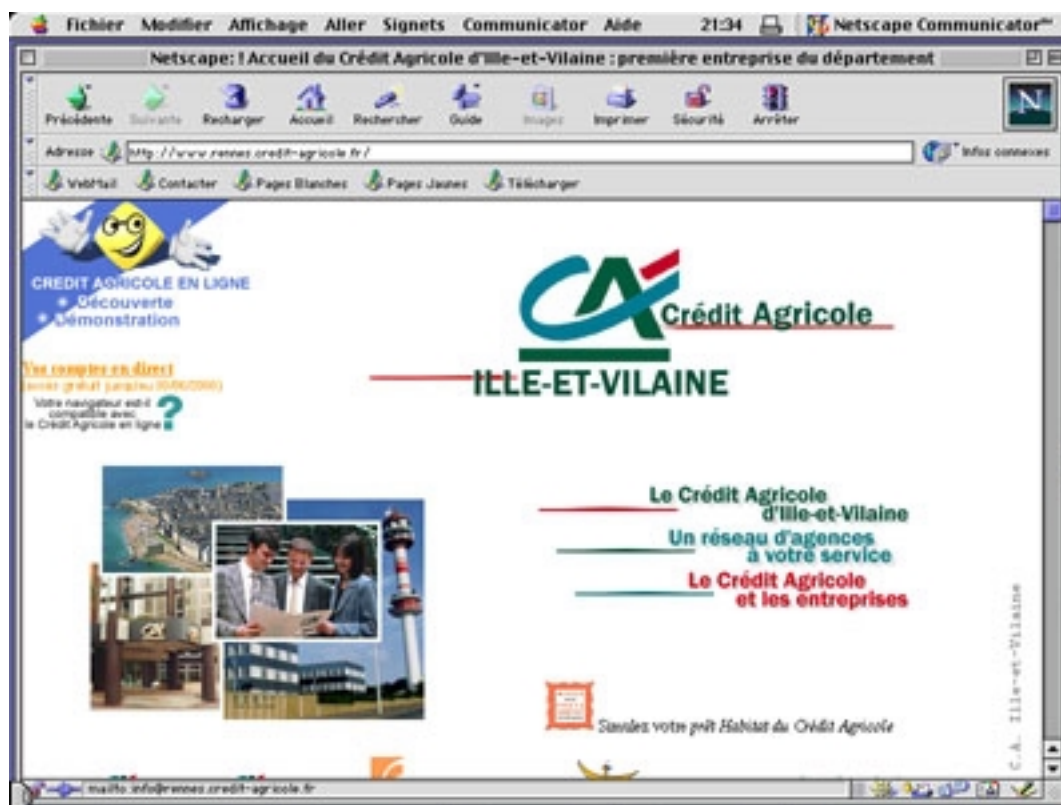 Fichier Modifier Affichage Aller Signets Communicator Aide 21:34 Netscape Communicator™
Netscape: ! Accueil du Crédit Agricole d'Ille-et-Vilaine : première entreprise du département
Précédente Suivante Recharger Accueil Rechercher Guide Images Imprimer Sécurité Arrêter
N
Adresse http://www.rennes.credit-agricole.fr/ Infos connexes
WebMail Contacter Pages Blanches Pages Jaunes Télécharger
CREDIT AGRICOLE EN LIGNE
Découverte
Démonstration
Vos comptes en direct
Votre navigateur est-il
compatible avec
le Crédit Agricole en ligne ?
CA
Crédit Agricole
ILLE-ET-VILAINE
Le Crédit Agricole
d'Ille-et-Vilaine
Un réseau d'agences
à votre service
Le Crédit Agricole
et les entreprises
Simulez votre prêt Habitat du Crédit Agricole
C.A. Ille-et-Vilaine
mailto:info@rennes.credit-agricole.fr